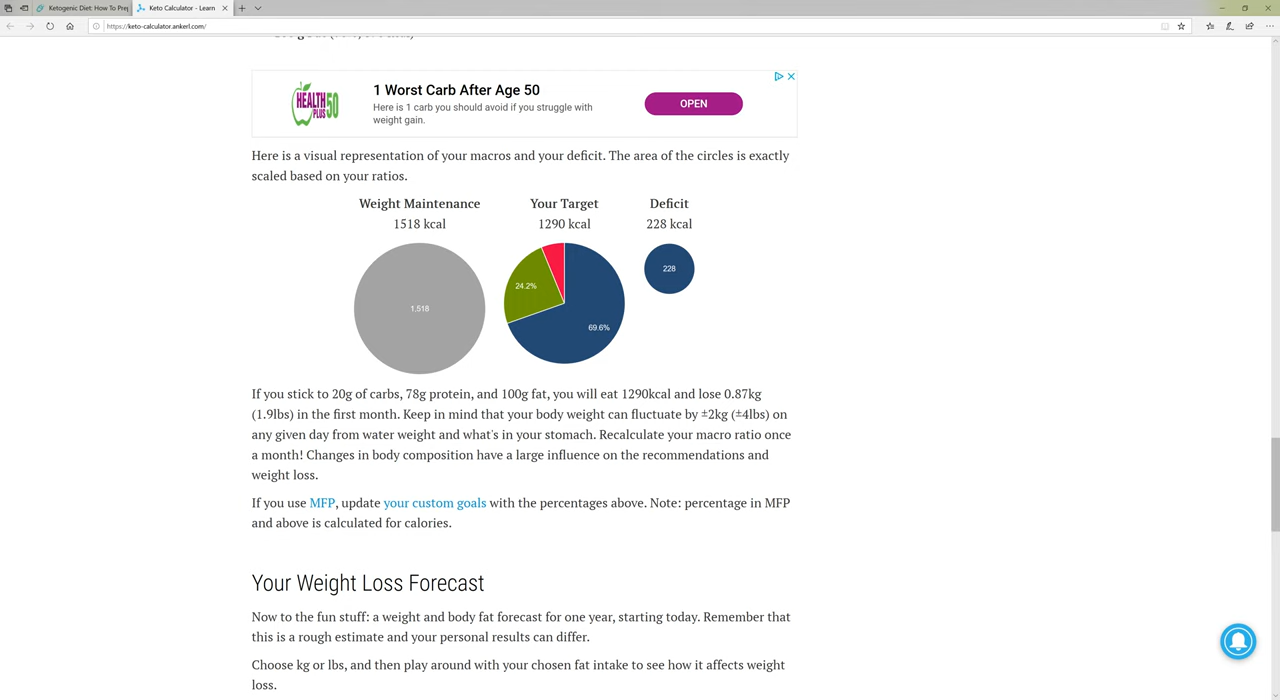 Ketogenic Diet: How To Prep
Keto Calculator - Learn
https://keto-calculator.ankerl.com/
HEALTH PLUS 50
1 Worst Carb After Age 50
Here is 1 carb you should avoid if you struggle with
weight gain.
OPEN
Here is a visual representation of your macros and your deficit. The area of the circles is exactly
scaled based on your ratios.
Weight Maintenance Your Target Deficit
1518 kcal 1290 kcal 228 kcal
1,518
24.2%
69.6%
228
If you stick to 20g of carbs, 78g protein, and 100g fat, you will eat 1290kcal and lose 0.87kg
(1.9lbs) in the first month. Keep in mind that your body weight can fluctuate by ±2kg (±4lbs) on
any given day from water weight and what's in your stomach. Recalculate your macro ratio once
a month! Changes in body composition have a large influence on the recommendations and
weight loss.
If you use MFP, update your custom goals with the percentages above. Note: percentage in MFP
and above is calculated for calories.
Your Weight Loss Forecast
Now to the fun stuff: a weight and body fat forecast for one year, starting today. Remember that
this is a rough estimate and your personal results can differ.
Choose kg or lbs, and then play around with your chosen fat intake to see how it affects weight
loss.